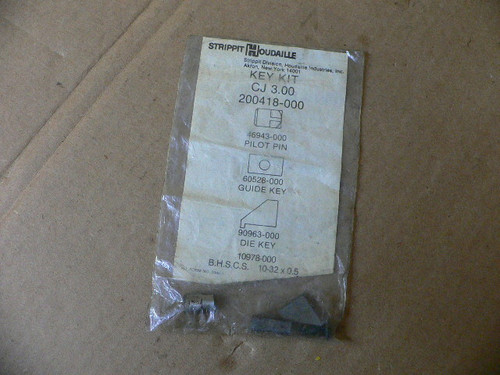 STRIPPIT HOUDAILLE
Strippit Division, Houdaille Industries, Inc.
Akron, New York 14001
KEY KIT
CJ 3.00
200418-000
46943-000
PILOT PIN
60528-000
GUIDE KEY
90963-000
DIE KEY
10978-000
B.H.S.C.S. 10-32 x 0.5